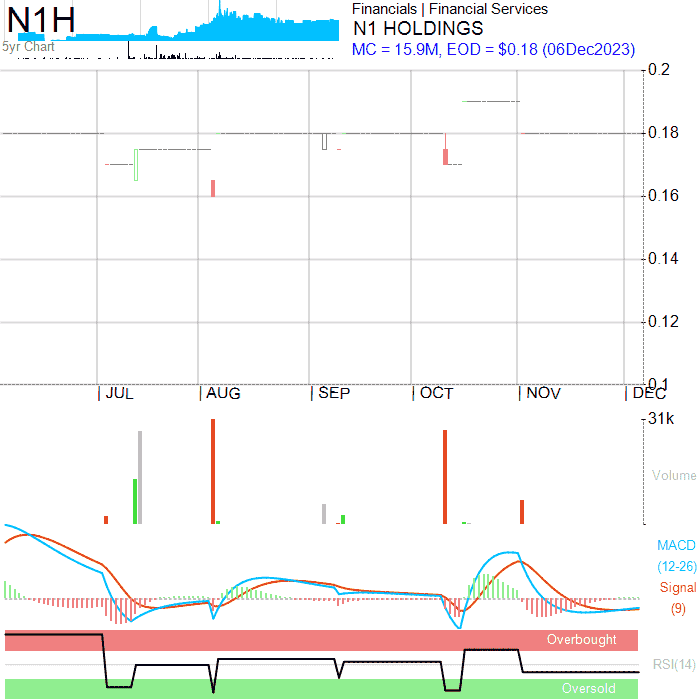 N1H
5yr Chart
Financials | Financial Services
N1 HOLDINGS
MC = 15.9M, EOD = $0.18 (06Dec2023)
0.2
0.18
0.16
0.14
0.12
0.1
JUL AUG SEP OCT NOV DEC
31k
Volume
MACD
(12-26)
Signal
(9)
Overbought
RSI(14)
Oversold